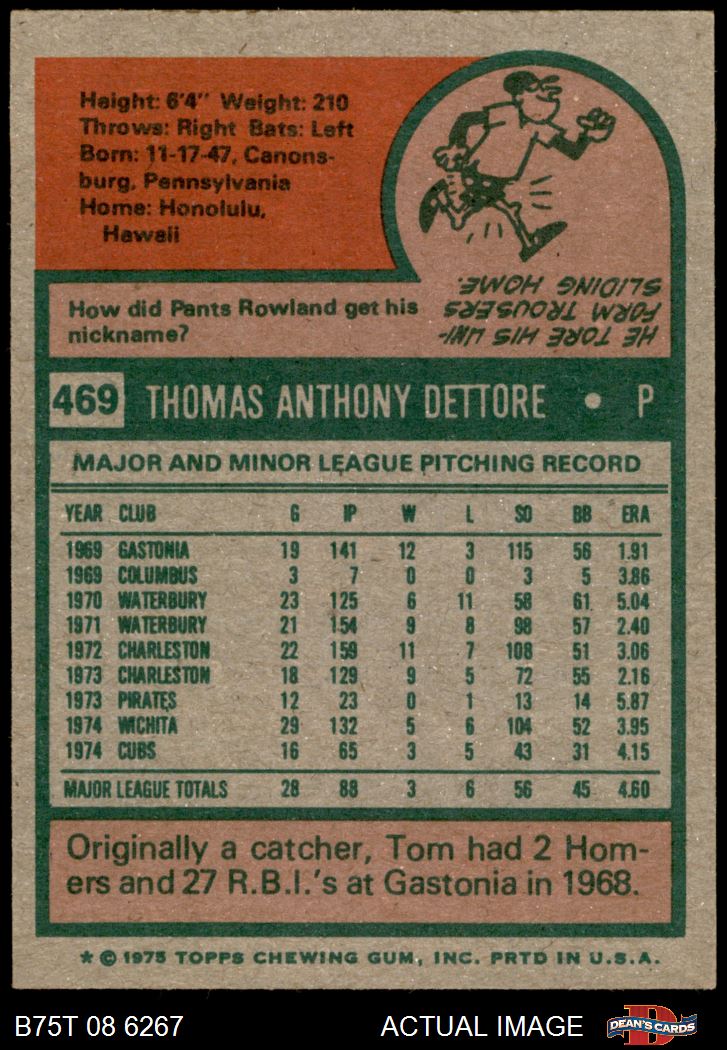 Height: 6'4" Weight: 210
Throws: Right Bats: Left
Born: 11-17-47, Canons-
burg, Pennsylvania
Home: Honolulu,
Hawaii
How did Pants Rowland get his
nickname?
HE TORE HIS UNI-
FORM TROUSERS
SLIDING HOME.
469 THOMAS ANTHONY DETTORE • P
MAJOR AND MINOR LEAGUE PITCHING RECORD
YEAR CLUB G IP W L SO BB ERA
1969 GASTONIA 19 141 12 3 115 56 1.91
1969 COLUMBUS 3 7 0 0 3 5 3.86
1970 WATERBURY 23 125 6 11 58 61 5.04
1971 WATERBURY 21 154 9 8 98 57 2.40
1972 CHARLESTON 22 159 11 7 108 51 3.06
1973 CHARLESTON 18 129 9 5 72 55 2.16
1973 PIRATES 12 23 0 1 13 14 5.87
1974 WICHITA 29 132 5 6 104 52 3.95
1974 CUBS 16 65 3 5 43 31 4.15
MAJOR LEAGUE TOTALS 28 88 3 6 56 45 4.60
Originally a catcher, Tom had 2 Hom-
ers and 27 R.B.I.'s at Gastonia in 1968.
* © 1975 TOPPS CHEWING GUM, INC. PRTD IN U.S.A.
B75T 08 6267 ACTUAL IMAGE DEAN'S CARDS